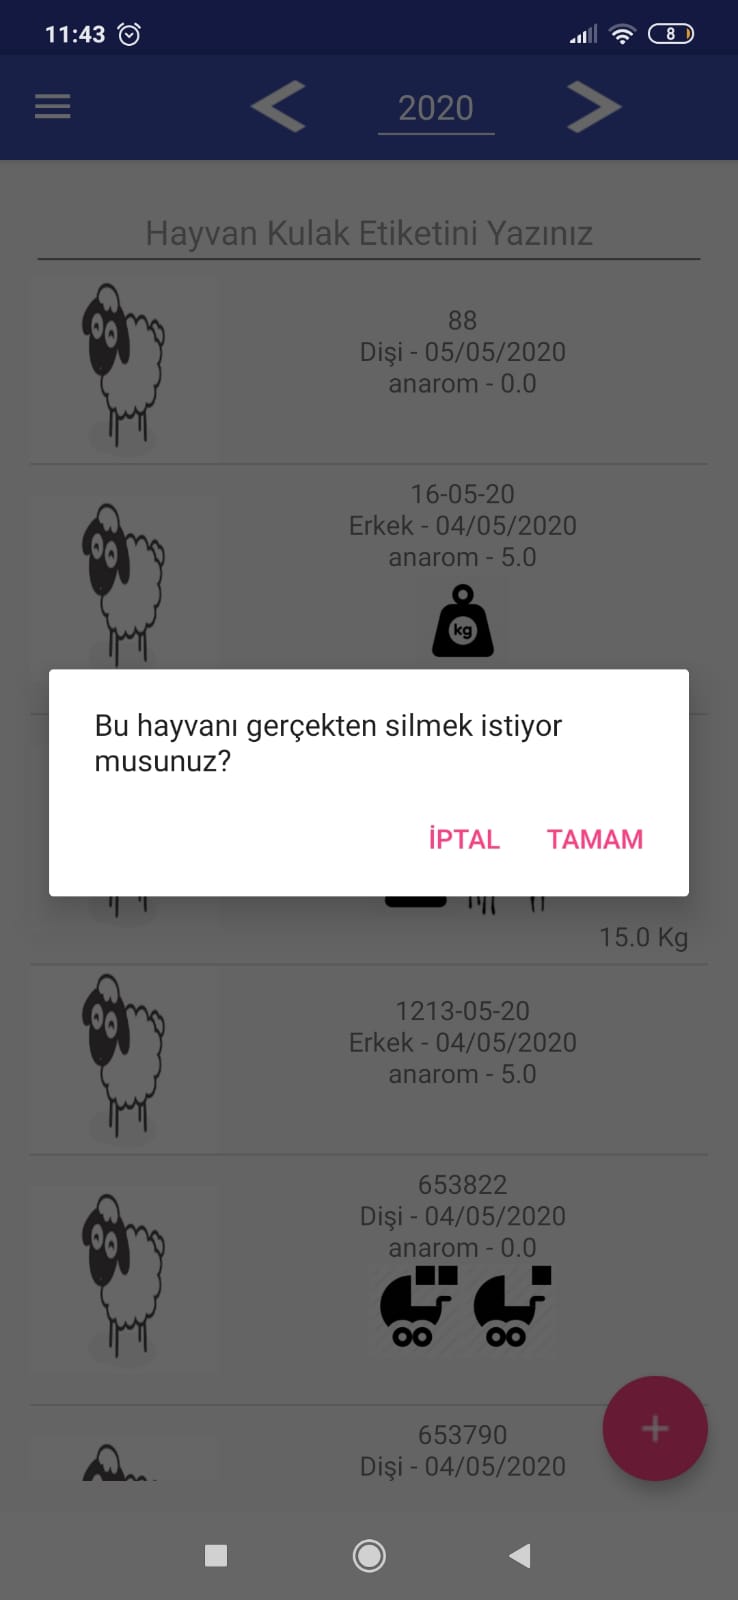 11:43
8
2020
Hayvan Kulak Etiketini Yazınız
88
Dişi - 05/05/2020
anarom - 0.0
16-05-20
Erkek - 04/05/2020
anarom - 5.0
kg
Bu hayvanı gerçekten silmek istiyor
musunuz?
İPTAL TAMAM
15.0 Kg
1213-05-20
Erkek - 04/05/2020
anarom - 5.0
653822
Dişi - 04/05/2020
anarom - 0.0
653790
Dişi - 04/05/2020